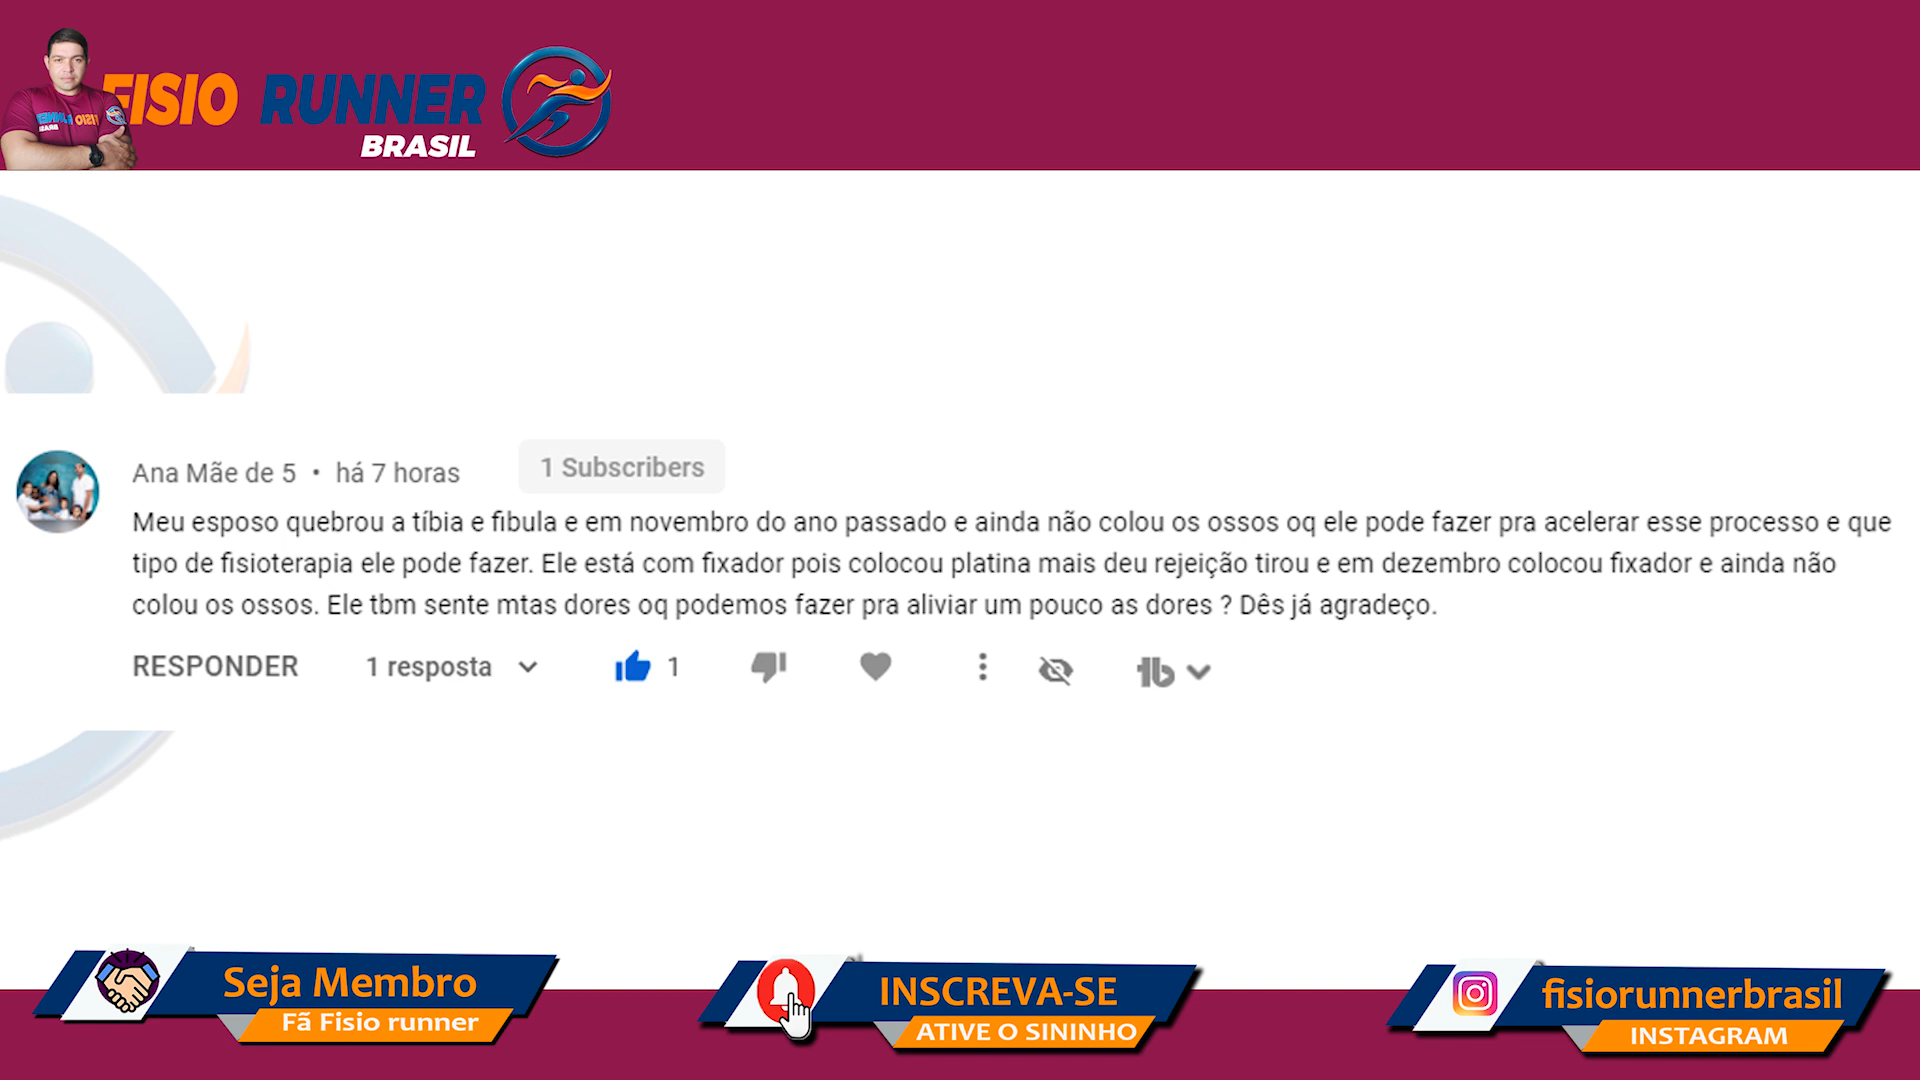 FISIO RUNNER
BRASIL
Ana Mãe de 5 • há 7 horas
1 Subscribers
Meu esposo quebrou a tíbia e fibula e em novembro do ano passado e ainda não colou os ossos oq ele pode fazer pra acelerar esse processo e que
tipo de fisioterapia ele pode fazer. Ele está com fixador pois colocou platina mais deu rejeição tirou e em dezembro colocou fixador e ainda não
colou os ossos. Ele tbm sente mtas dores oq podemos fazer pra aliviar um pouco as dores ? Dês já agradeço.
RESPONDER 1 resposta 1
Seja Membro
Fã Fisio runner
INSCREVA-SE
ATIVE O SININHO
fisiorunnerbrasil
INSTAGRAM